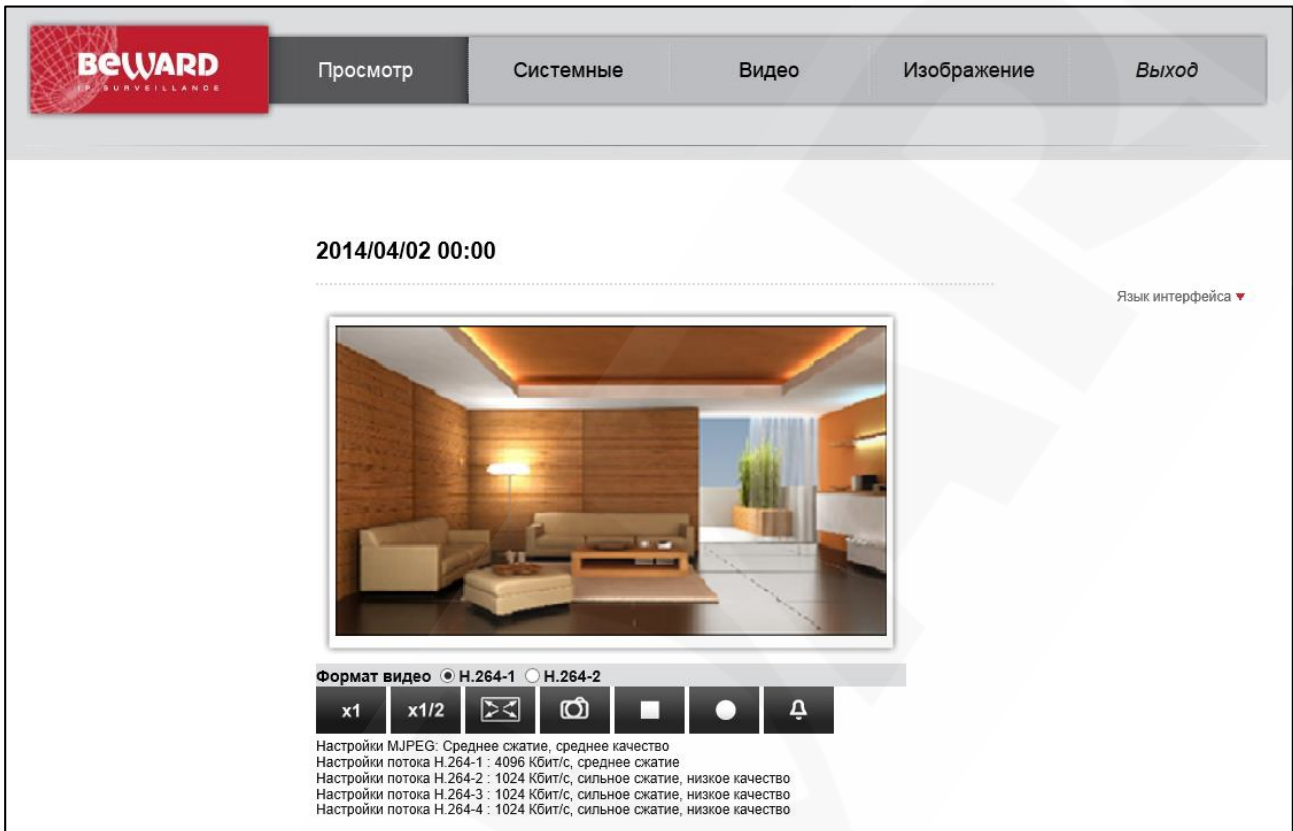 BEWARD
IP SURVEILLANCE
Просмотр Системные Видео Изображение Выход
2014/04/02 00:00
Язык интерфейса
Формат видео H.264-1 H.264-2
x1 x1/2
Настройки MJPEG: Среднее сжатие, среднее качество
Настройки потока H.264-1 : 4096 Кбит/с, среднее сжатие
Настройки потока H.264-2 : 1024 Кбит/с, сильное сжатие, низкое качество
Настройки потока H.264-3 : 1024 Кбит/с, сильное сжатие, низкое качество
Настройки потока H.264-4 : 1024 Кбит/с, сильное сжатие, низкое качество